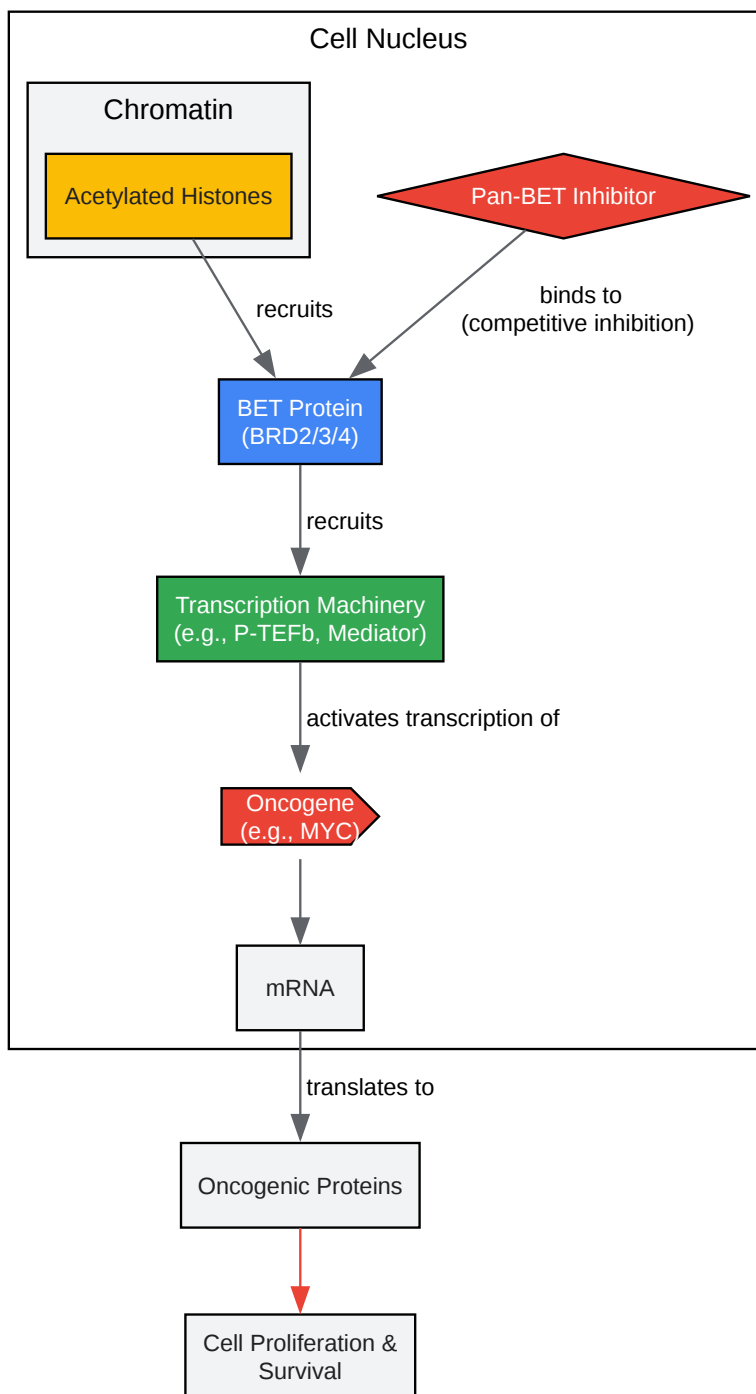 Cell Nucleus
Chromatin
Acetylated Histones
Pan-BET Inhibitor
recruits
binds to
(competitive inhibition)
BET Protein
(BRD2/3/4)
recruits
Transcription Machinery
(e.g., P-TEFb, Mediator)
activates transcription of
Oncogene
(e.g., MYC)
mRNA
translates to
Oncogenic Proteins
Cell Proliferation &
Survival